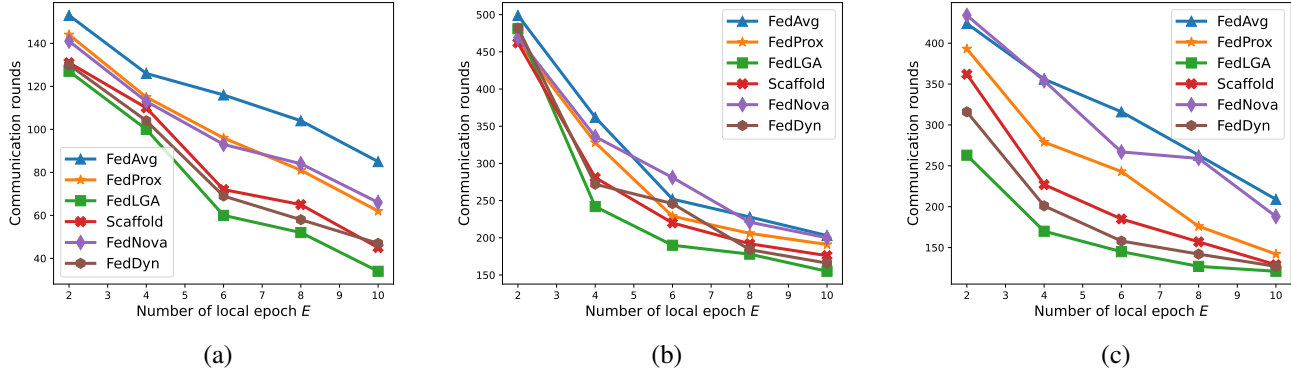 140
120
100
80
60
40
Communication rounds
FedAvg
FedProx
FedLGA
Scaffold
FedNova
FedDyn
2 3 4 5 6 7 8 9 10
Number of local epoch E
(a)
500
450
400
350
300
250
200
150
Communication rounds
FedAvg
FedProx
FedLGA
Scaffold
FedNova
FedDyn
2 3 4 5 6 7 8 9 10
Number of local epoch E
(b)
400
350
300
250
200
150
Communication rounds
FedAvg
FedProx
FedLGA
Scaffold
FedNova
FedDyn
2 3 4 5 6 7 8 9 10
Number of local epoch E
(c)